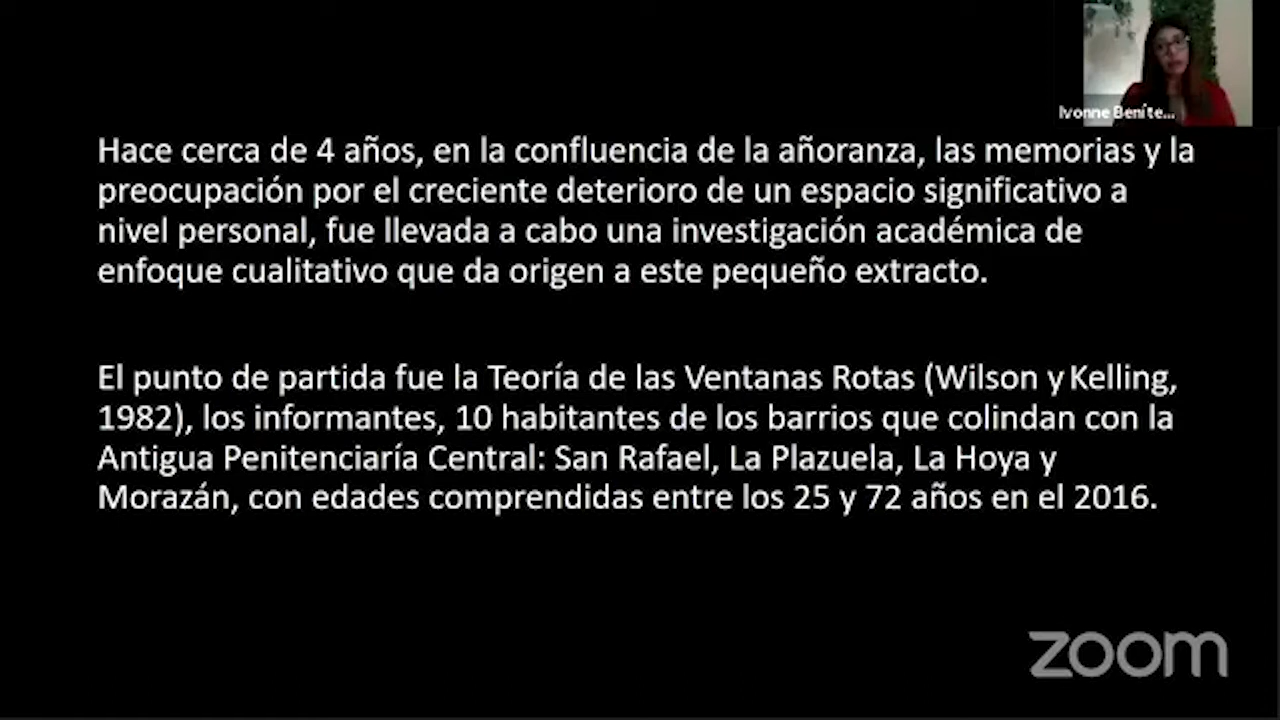 Ivonne Beníte...
Hace cerca de 4 años, en la confluencia de la añoranza, las memorias y la
preocupación por el creciente deterioro de un espacio significativo a
nivel personal, fue llevada a cabo una investigación académica de
enfoque cualitativo que da origen a este pequeño extracto.
El punto de partida fue la Teoría de las Ventanas Rotas (Wilson y Kelling,
1982), los informantes, 10 habitantes de los barrios que colindan con la
Antigua Penitenciaría Central: San Rafael, La Plazuela, La Hoya y
Morazán, con edades comprendidas entre los 25 y 72 años en el 2016.
zoom